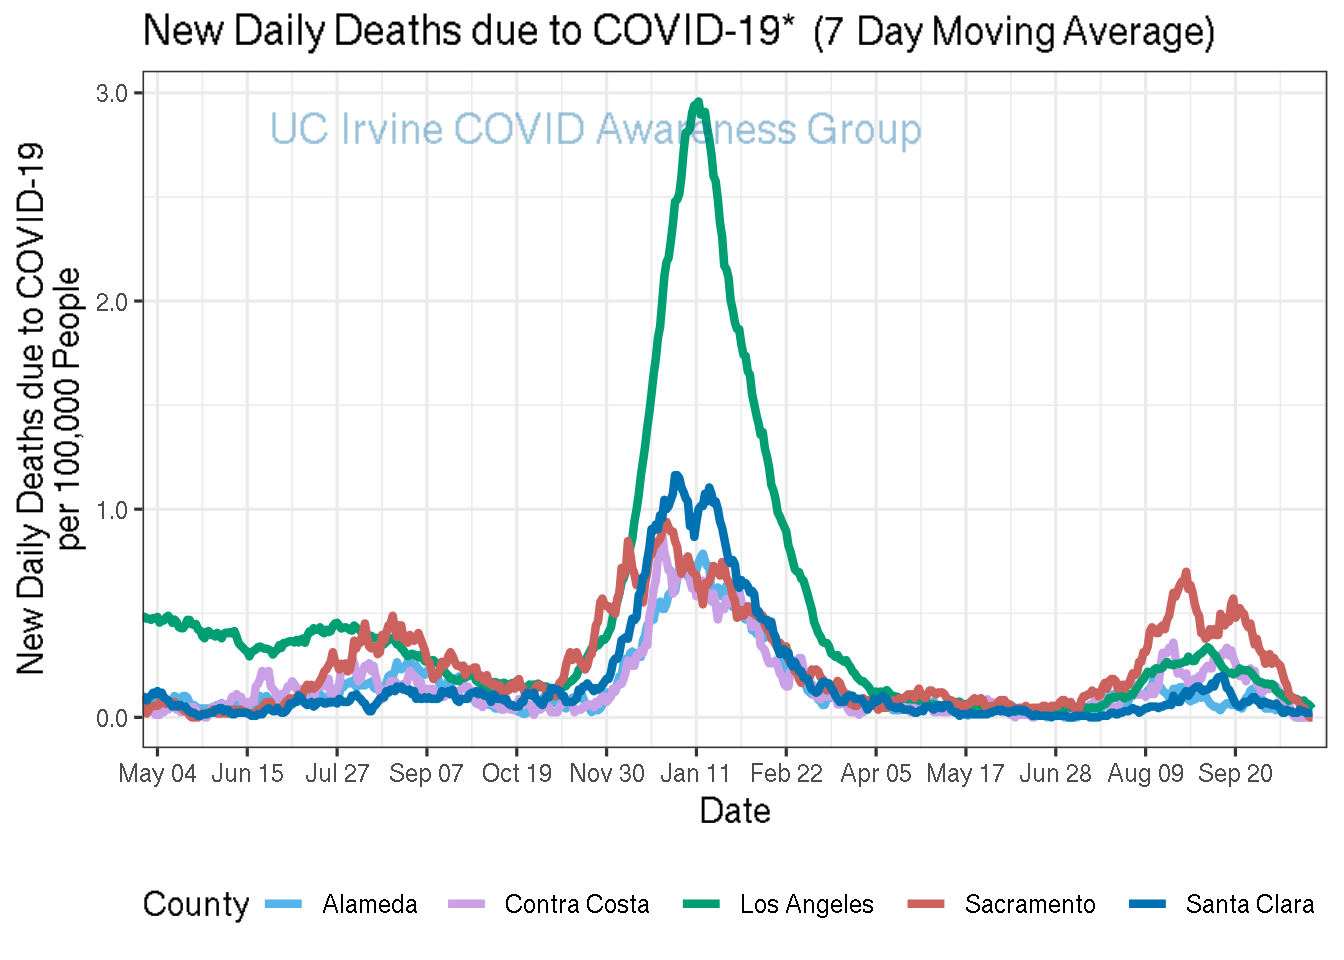 New Daily Deaths due to COVID-19* (7 Day Moving Average)
UC Irvine COVID Awareness Group
New Daily Deaths due to COVID-19
per 100,000 People
3.0
2.0
1.0
0.0
May 04 Jun 15 Jul 27 Sep 07 Oct 19 Nov 30 Jan 11 Feb 22 Apr 05 May 17 Jun 28 Aug 09 Sep 20
Date
County Alameda Contra Costa Los Angeles Sacramento Santa Clara